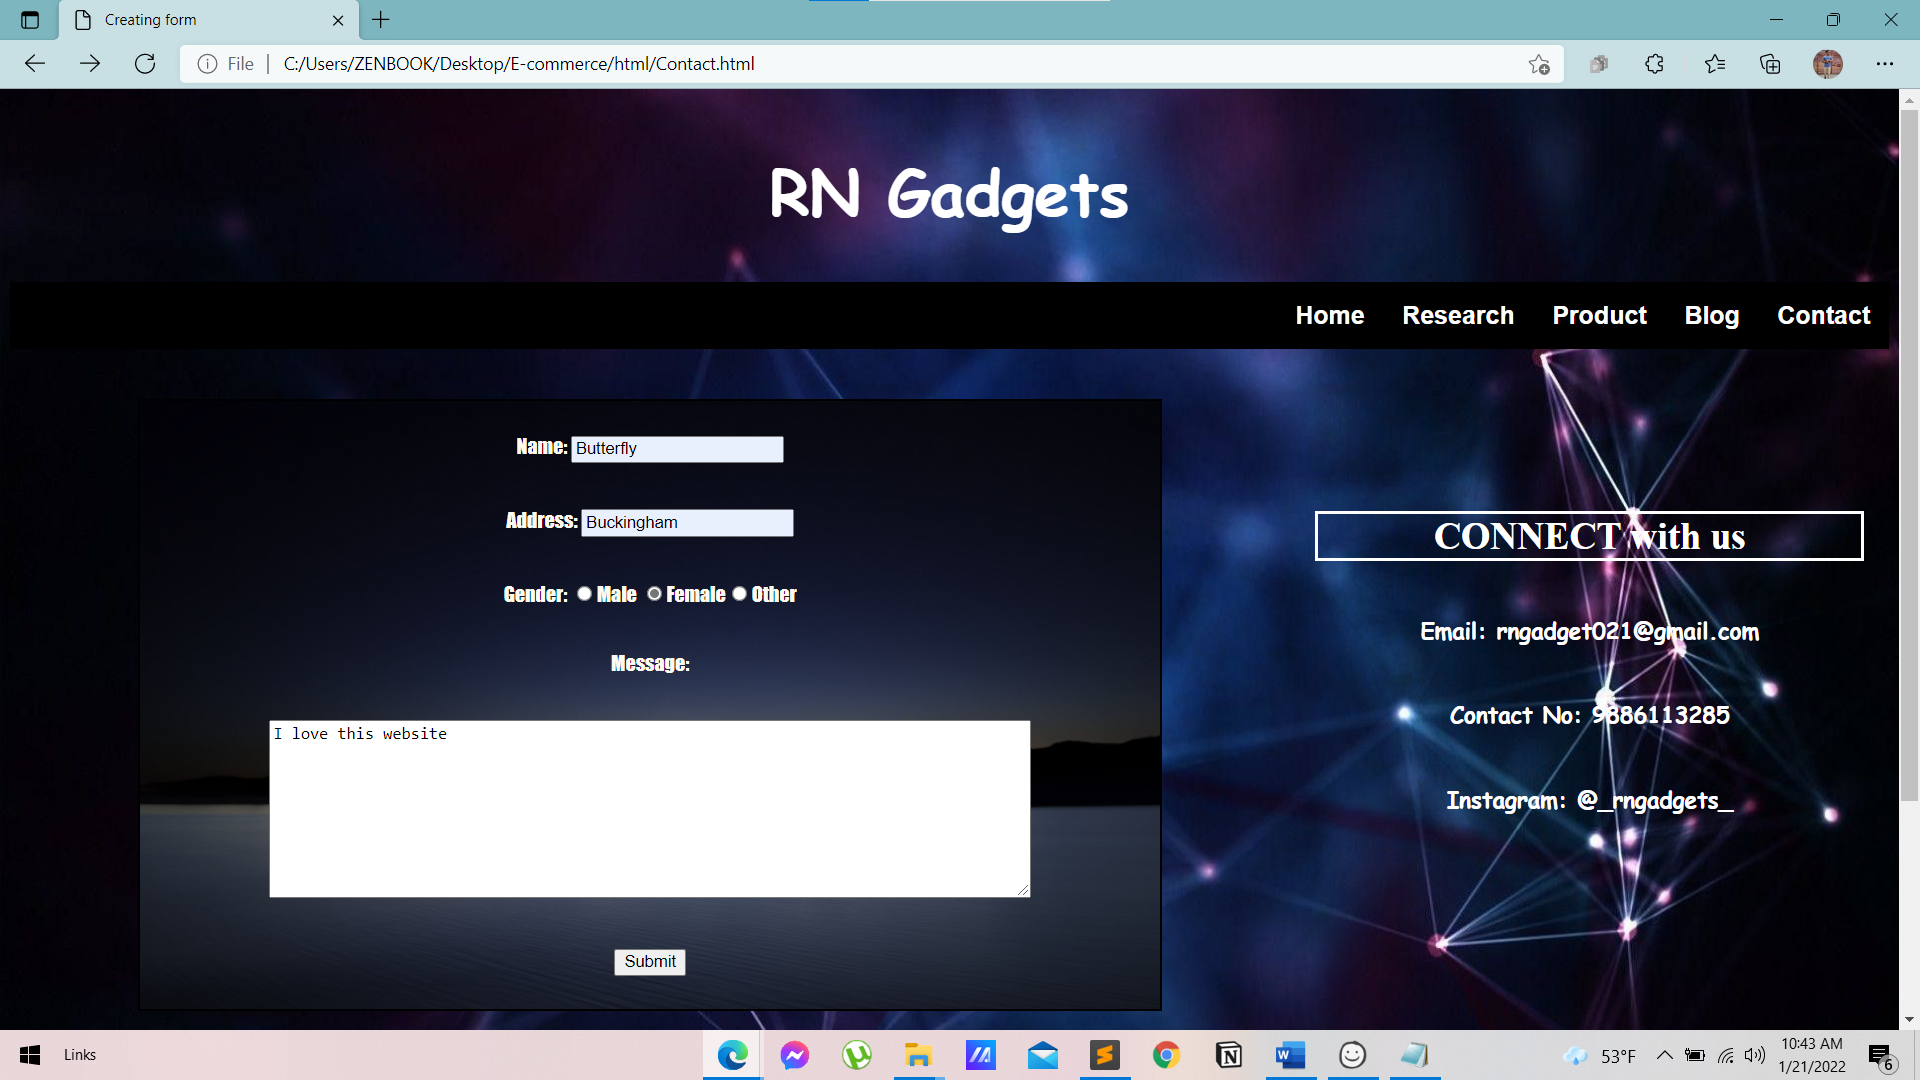 Creating form
File | C:/Users/ZENBOOK/Desktop/E-commerce/html/Contact.html
RN Gadgets
Home Research Product Blog Contact
Name: Butterfly
Address: Buckingham
Gender: Male Female Other
Message:
I love this website
Submit
CONNECT with us
Email: rngadget021@gmail.com
Contact No: 9886113285
Instagram: @_rngadgets_
Links
53°F
10:43 AM
1/21/2022
6